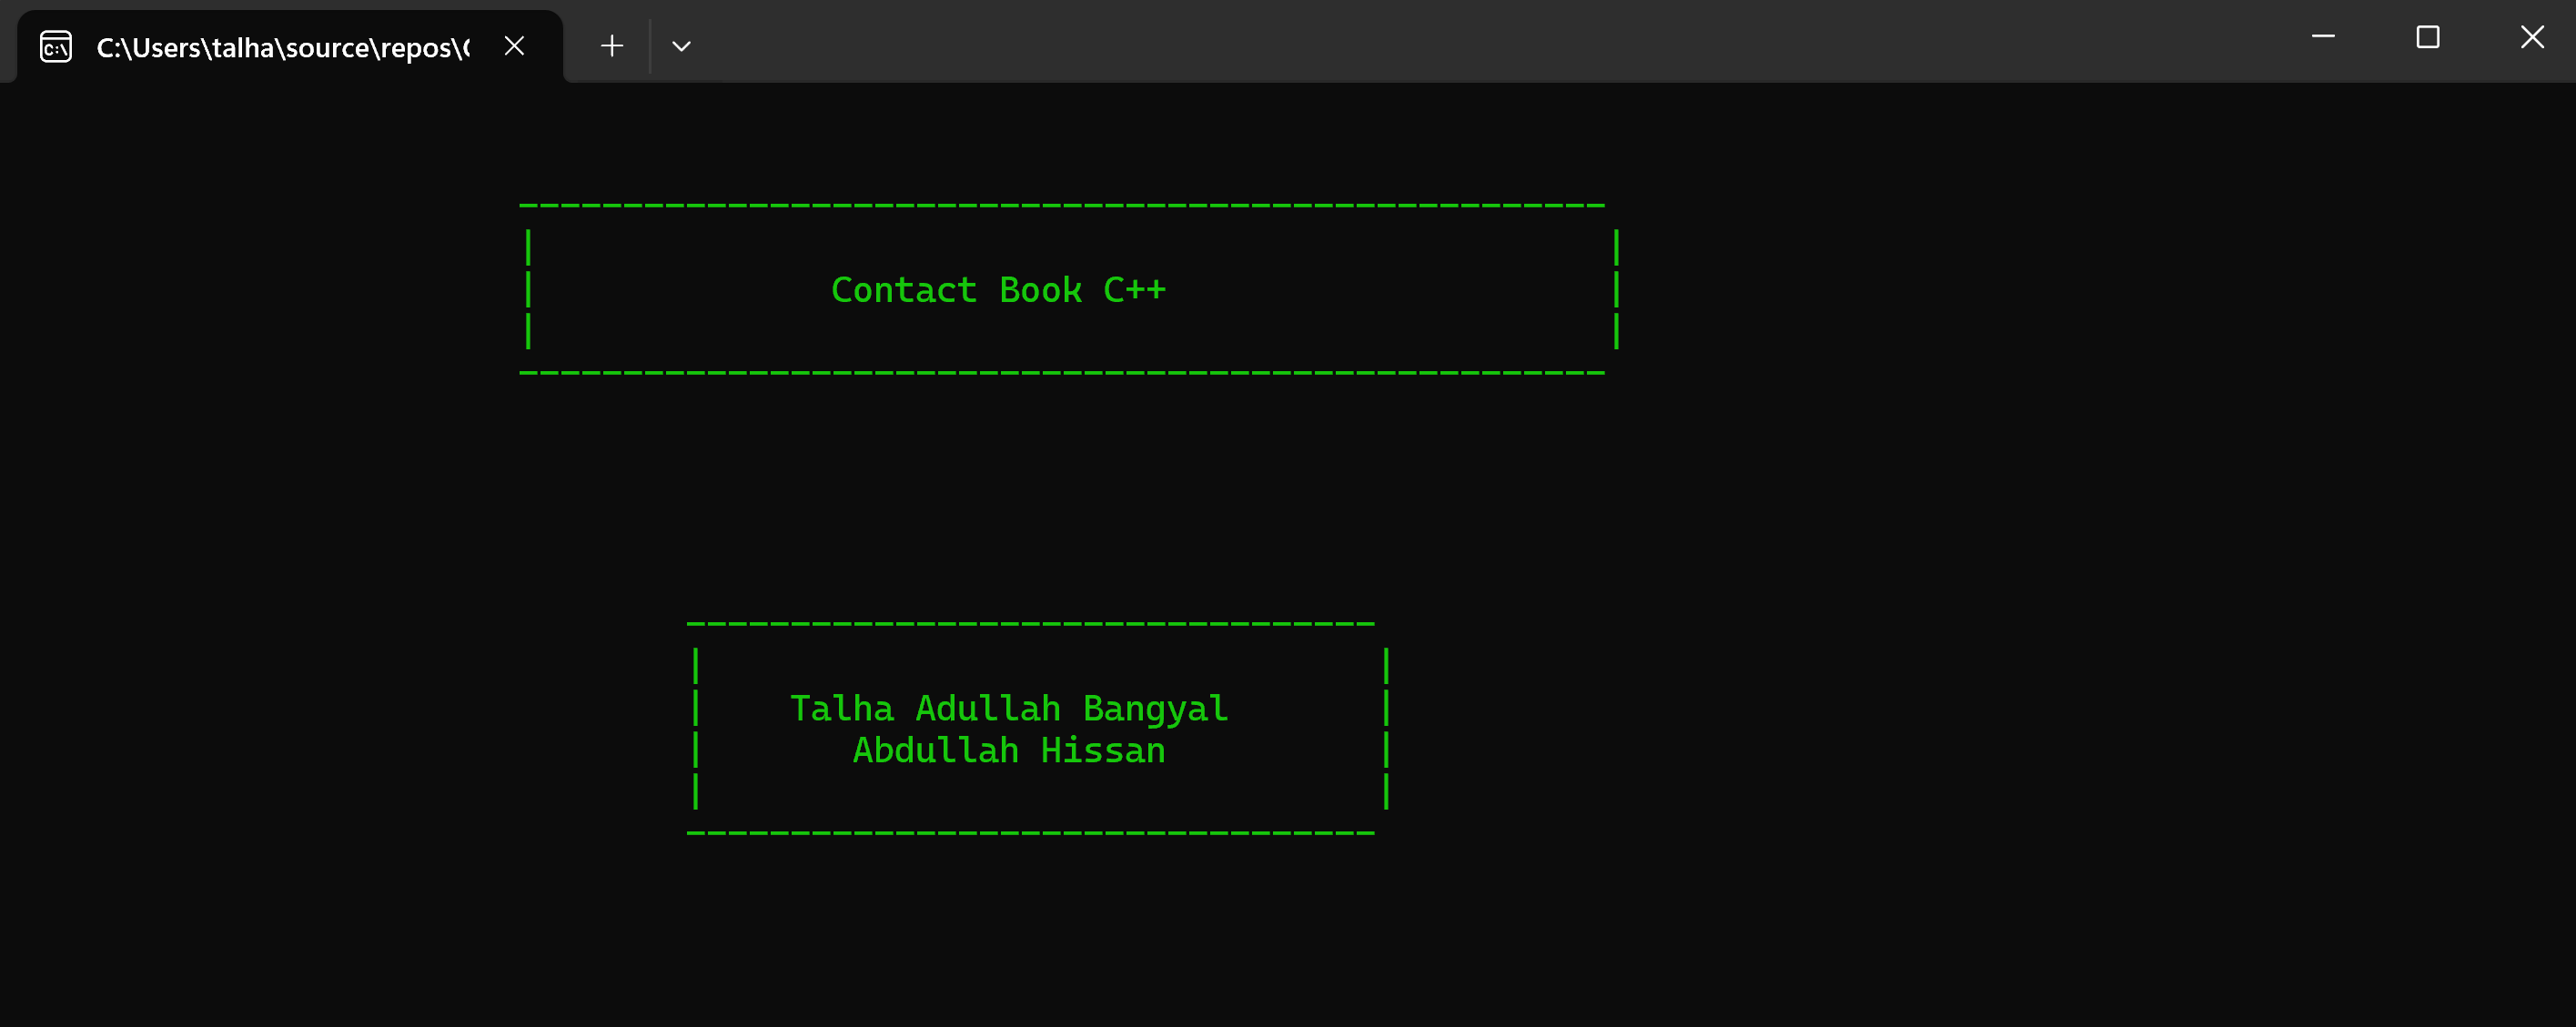 C:\Users\talha\source\repos\
Contact Book C++
Talha Adullah Bangyal
Abdullah Hissan